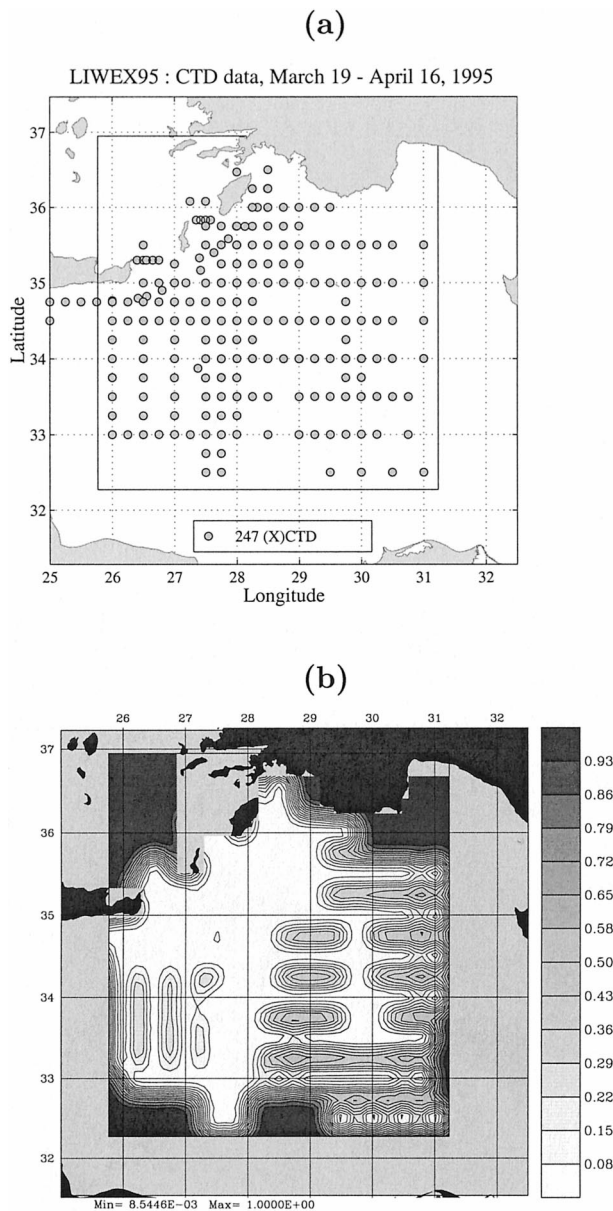 (a)
LIWEX95 : CTD data, March 19 - April 16, 1995
37
36
35
34
33
32
Latitude
247 (X)CTD
25 26 27 28 29 30 31 32
Longitude
(b)
26 27 28 29 30 31 32
37
36
35
34
33
32
0.93
0.86
0.79
0.72
0.65
0.58
0.50
0.43
0.36
0.29
0.22
0.15
0.08
Min= 8.5446E-03 Max= 1.0000E+00